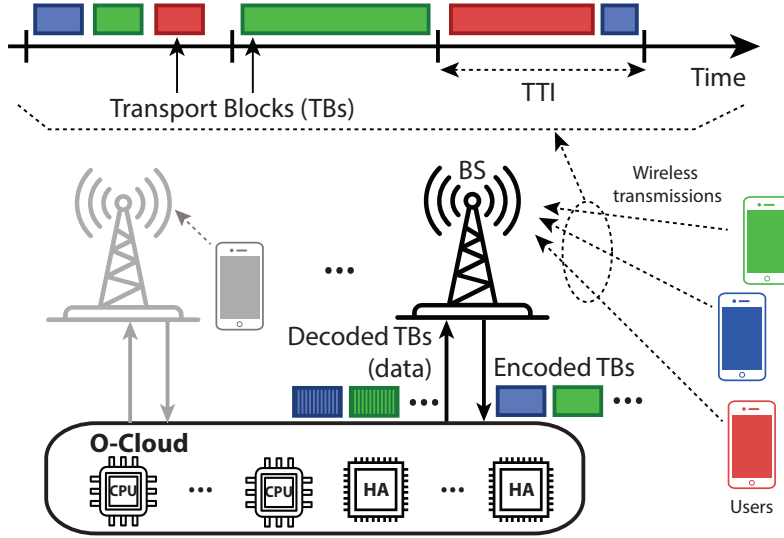 Time
TTI
Transport Blocks (TBs)
BS
Wireless
transmissions
Decoded TBs
(data)
Encoded TBs
O-Cloud
CPU
CPU
HA
HA
Users